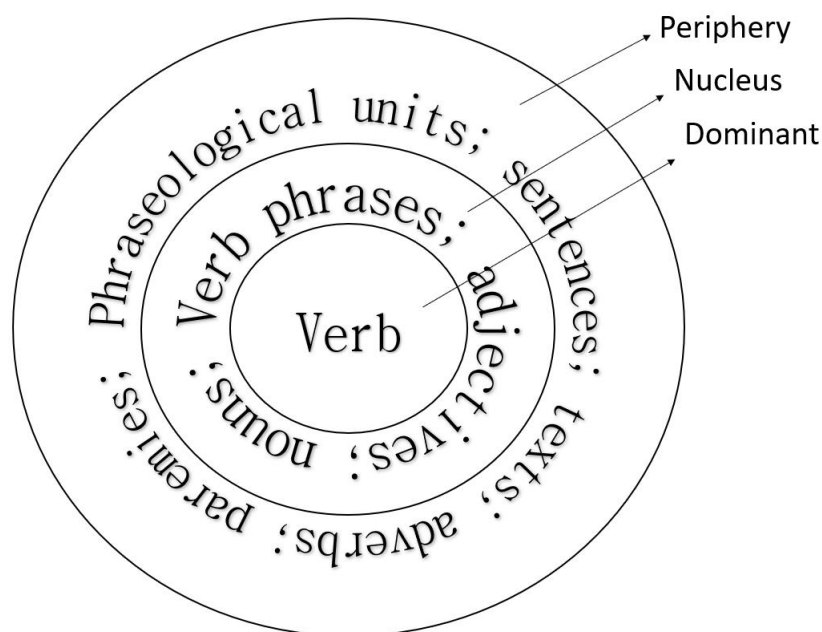 Periphery
Nucleus
Dominant
Phraseological units; sentences; texts; adverbs; paremies;
Verb phrases; adjectives; nouns;
Verb